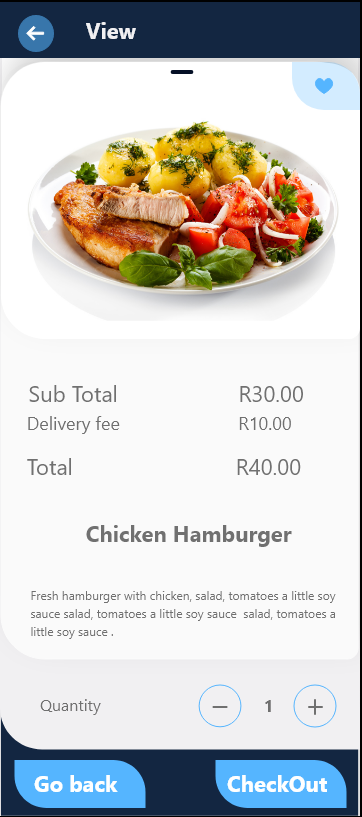 View
Sub Total R30.00
Delivery fee R10.00
Total R40.00
Chicken Hamburger
Fresh hamburger with chicken, salad, tomatoes a little soy
sauce salad, tomatoes a little soy sauce  salad, tomatoes a
little soy sauce .
Quantity 1
Go back CheckOut